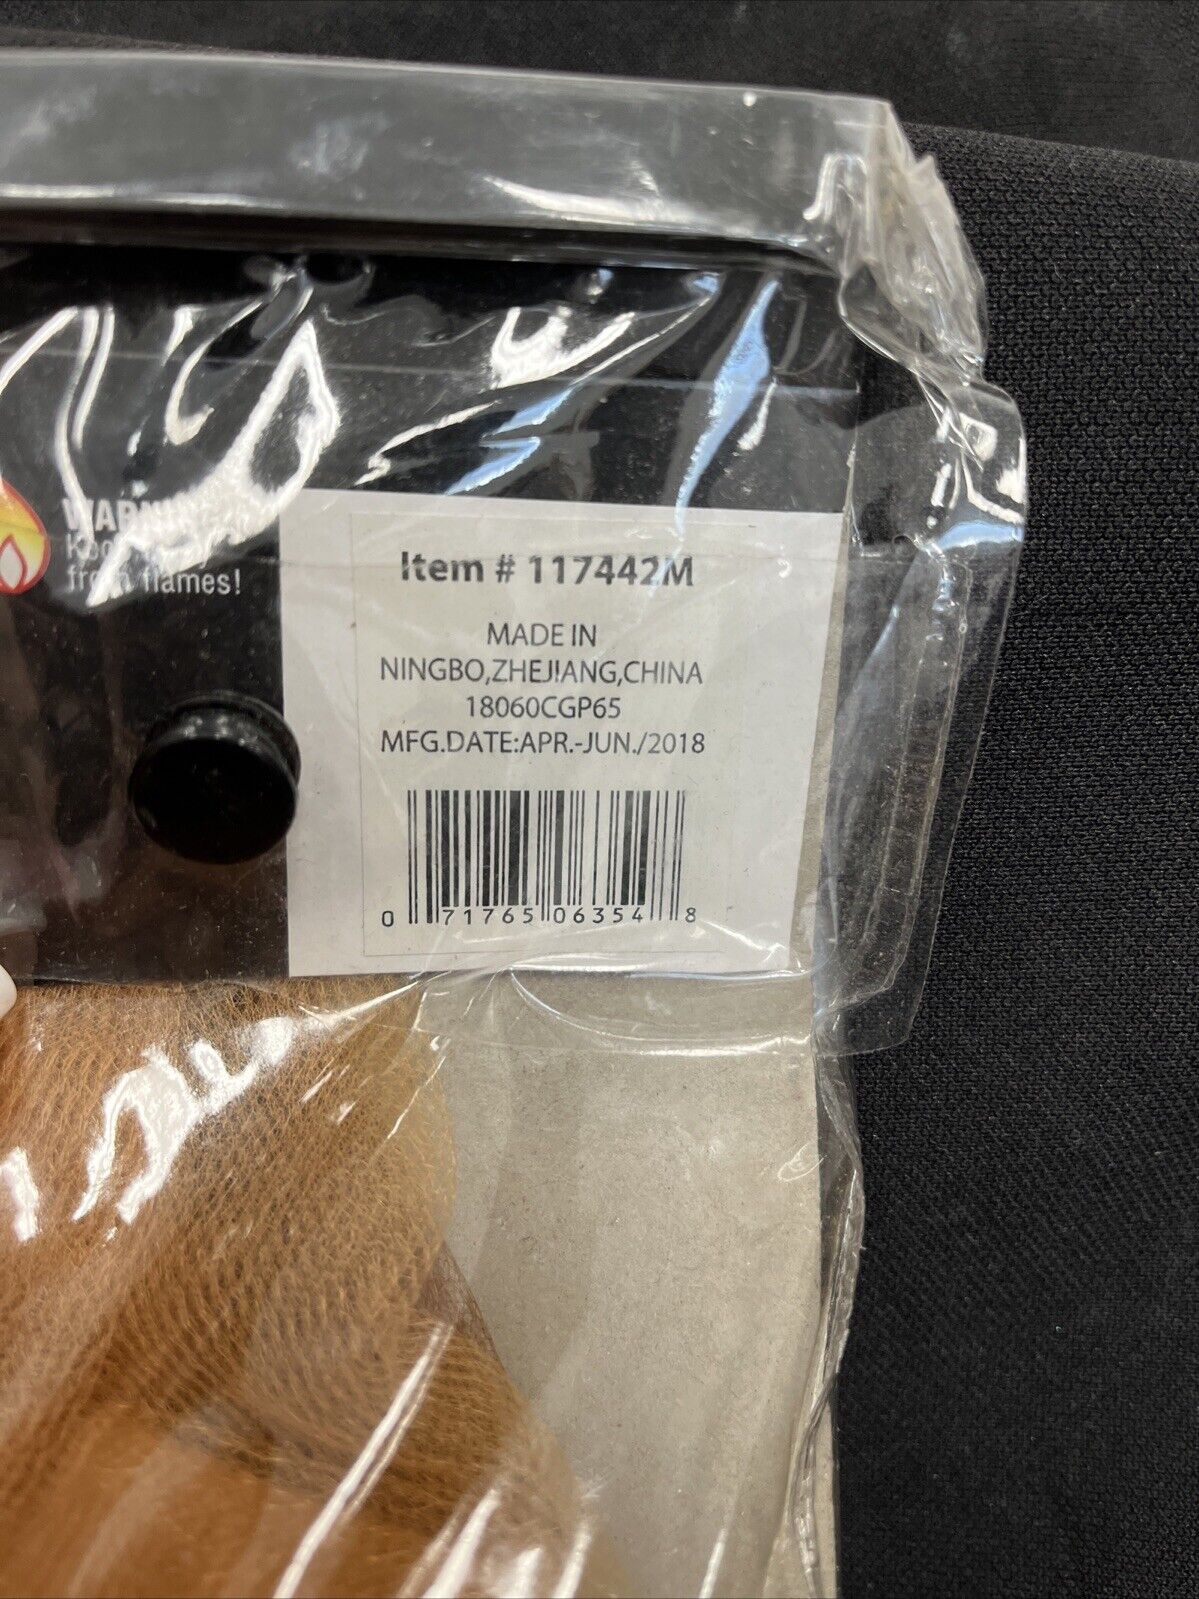 WARNING
from flames!
Item # 117442M
MADE IN
NINGBO,ZHEJIANG,CHINA
18060CGP65
MFG.DATE:APR.-JUN./2018
0 71765 06354 8